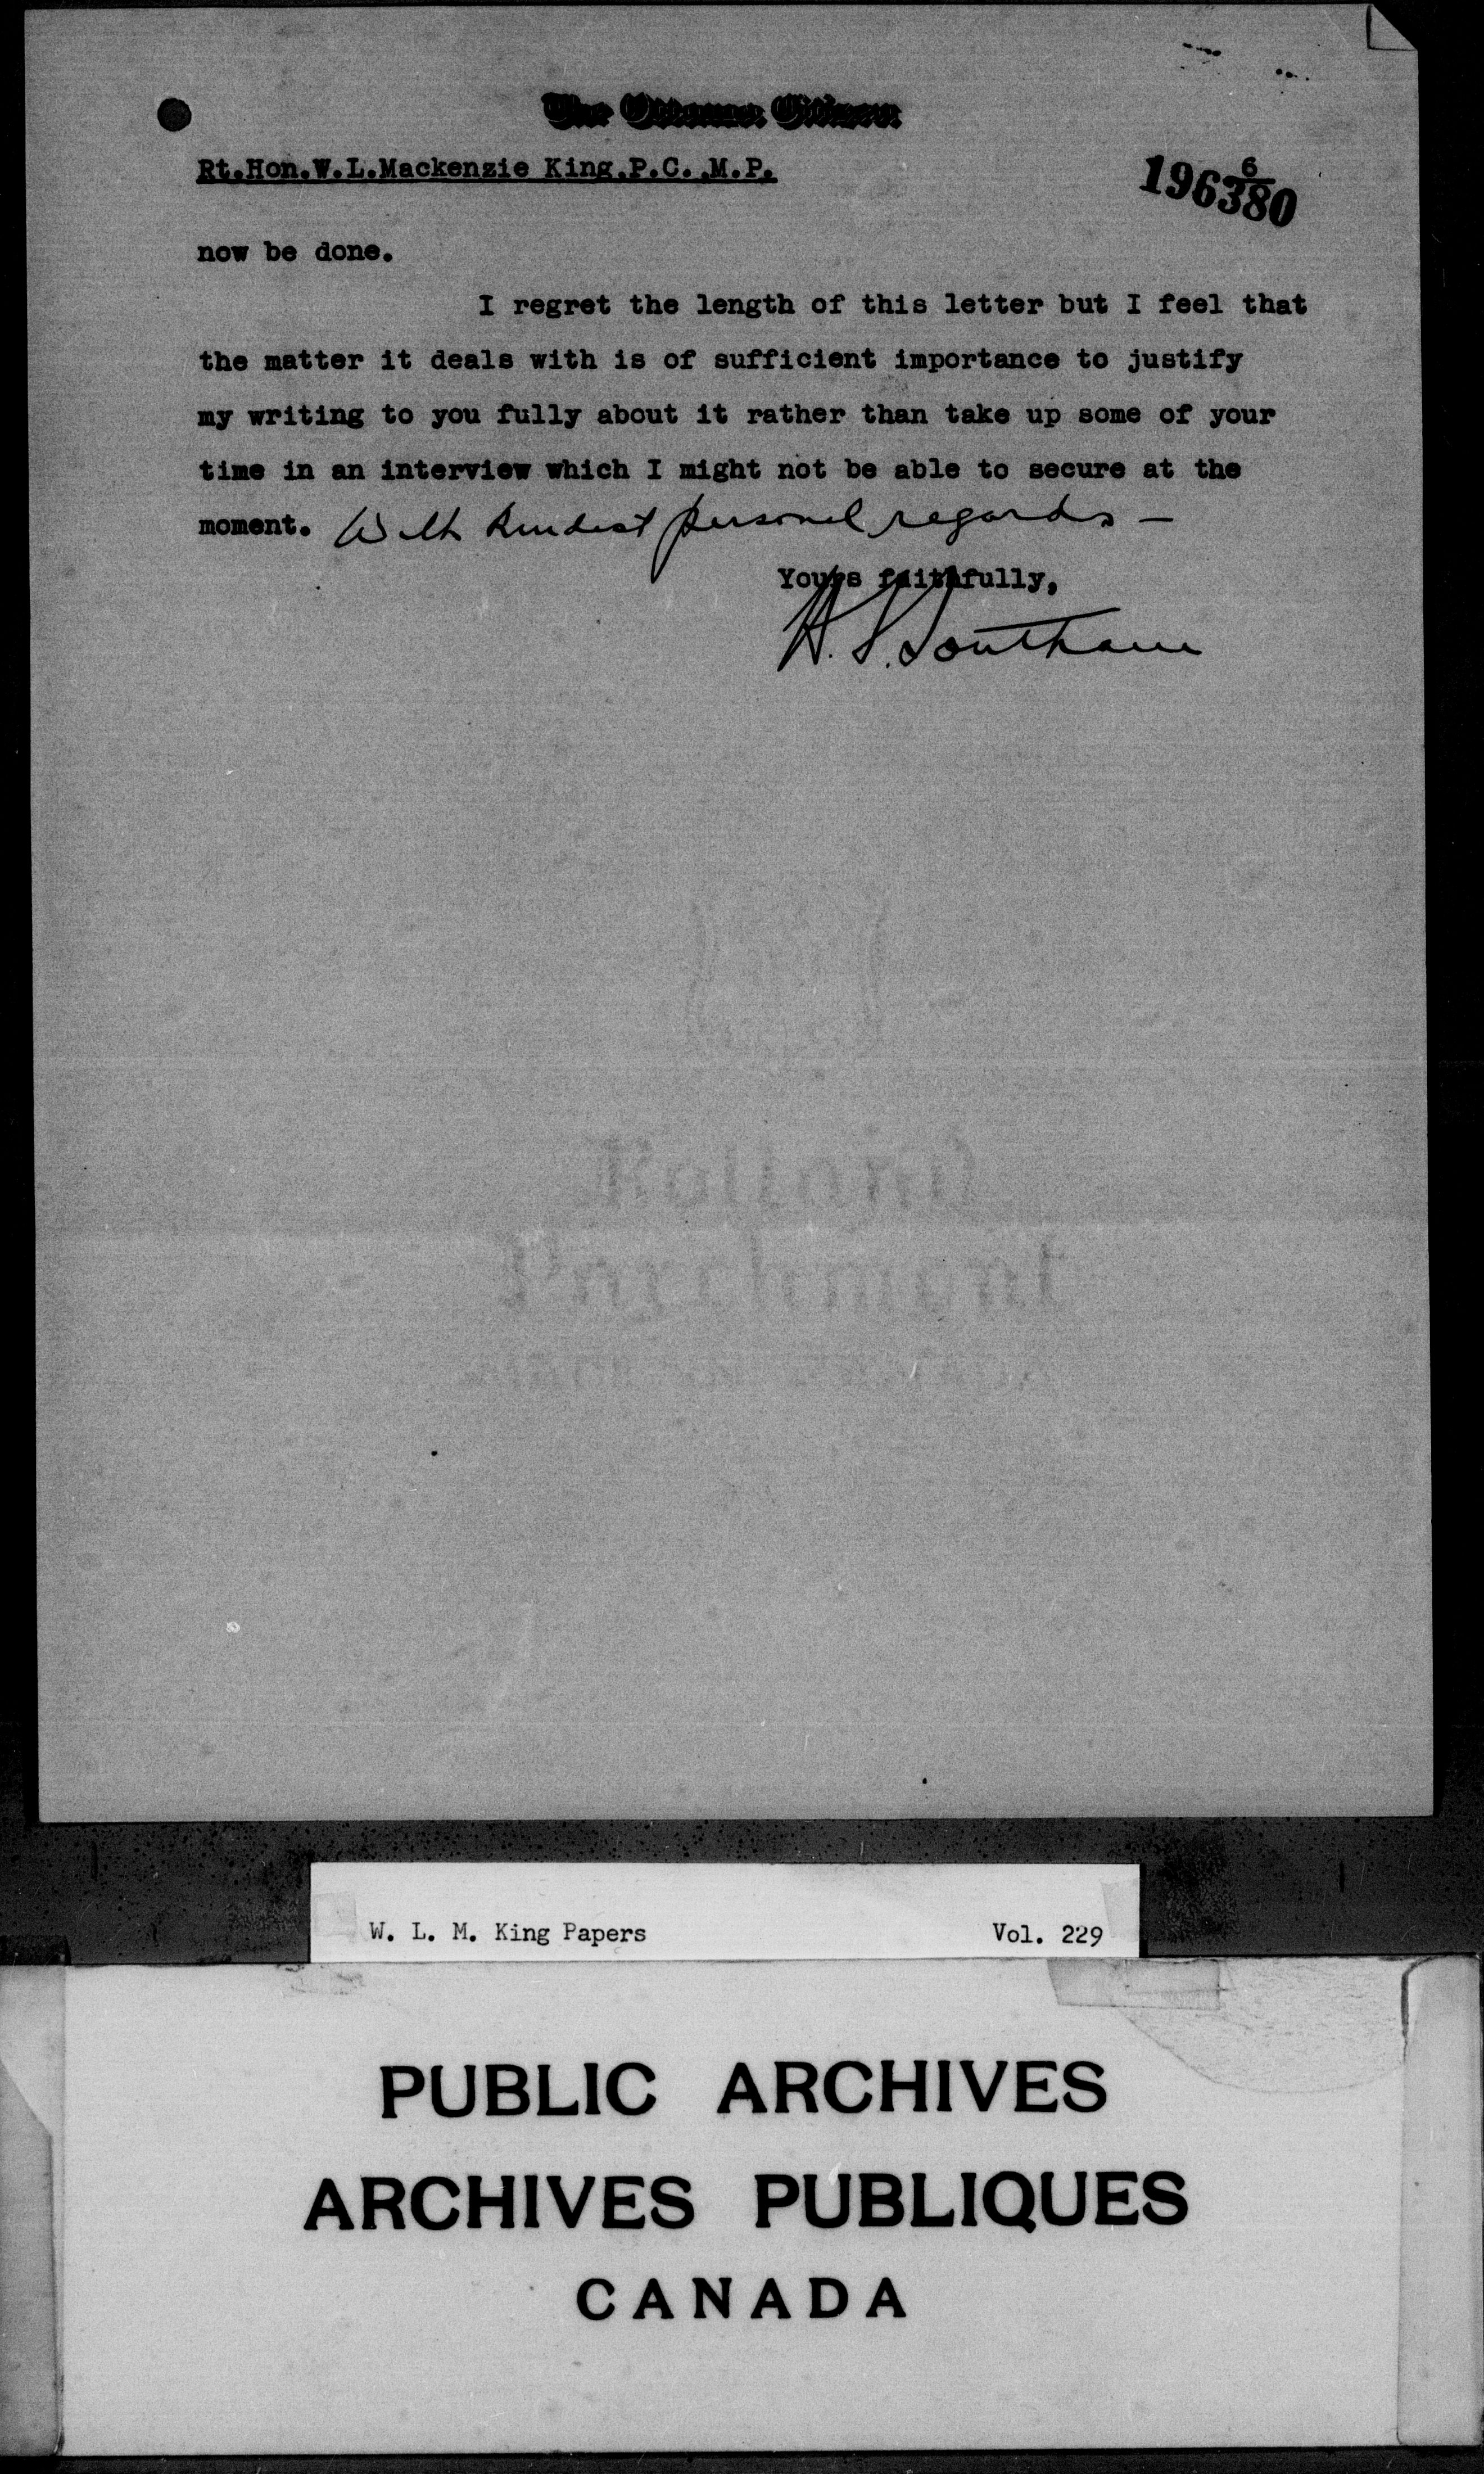 The Ottawa Citizen
Rt.Hon.W.L.Mackenzie King.P.C.,M.P.
6
196380
now be done.
I regret the length of this letter but I feel that
the matter it deals with is of sufficient importance to justify
my writing to you fully about it rather than take up some of your
time in an interview which I might not be able to secure at the
moment. With kindest personal regards —
Yours faithfully,
H. S. Southam
Rolland
Parchment
W. L. M. King Papers Vol. 229
PUBLIC ARCHIVES
ARCHIVES PUBLIQUES
CANADA